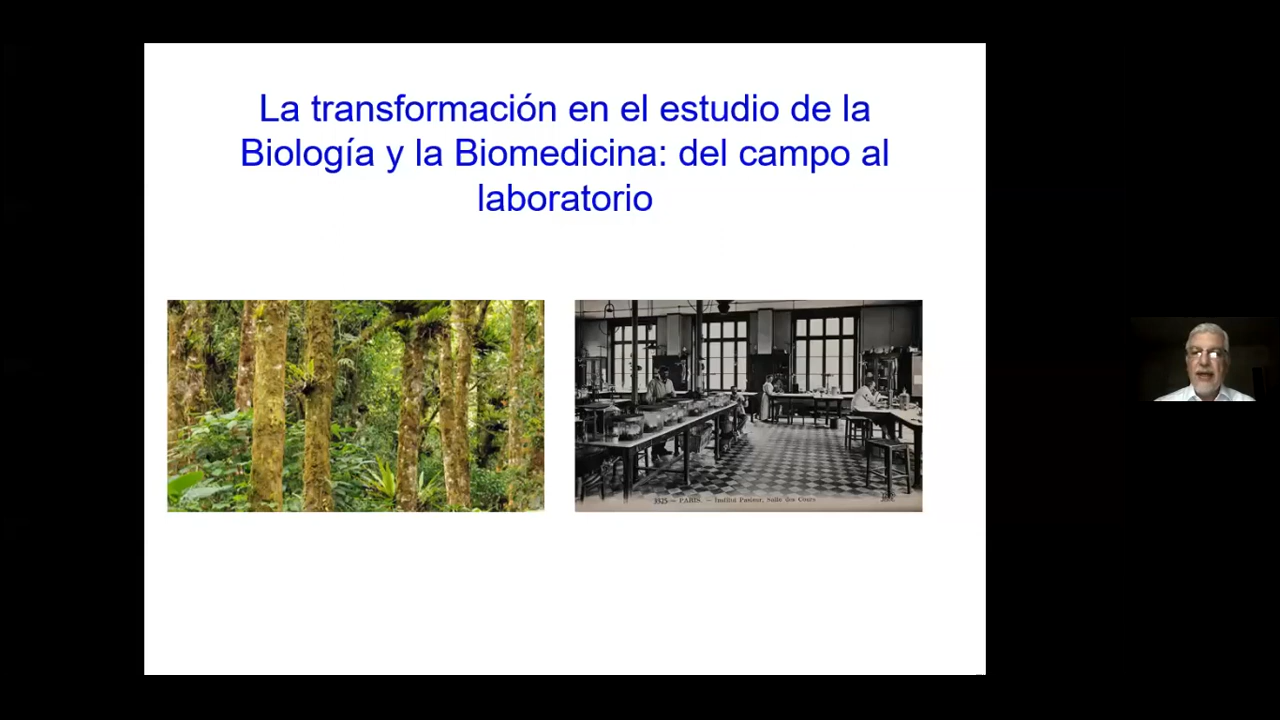 La transformación en el estudio de la
Biología y la Biomedicina: del campo al
laboratorio
3925 — PARIS. — Institut Pasteur, Salle des Cours